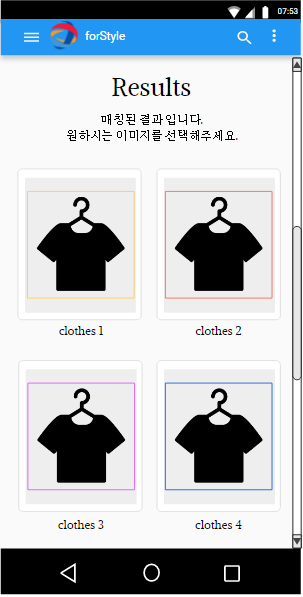 07:53
forStyle
Results
매칭된 결과 입니다.
원하시는 이미지를 선택해주세요.
clothes 1
clothes 2
clothes 3
clothes 4